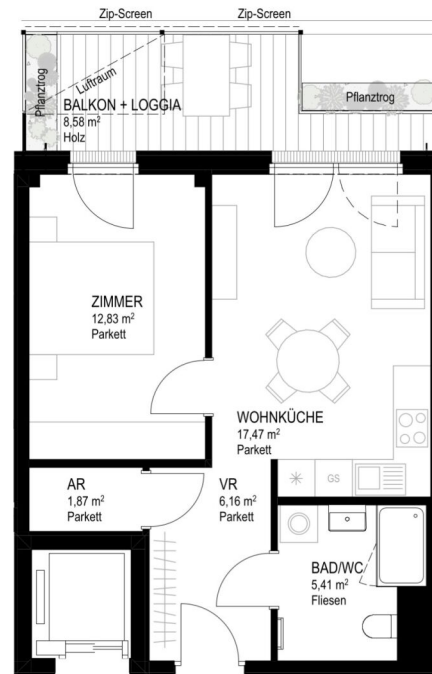 Zip-Screen
Zip-Screen
Pflanztrog
Luftraum
BALKON + LOGGIA
8,58 m²
Holz
Pflanztrog
ZIMMER
12,83 m²
Parkett
WOHNKÜCHE
17,47 m²
Parkett
AR
1,87 m²
Parkett
VR
6,16 m²
Parkett
GS
BAD/WC
5,41 m²
Fliesen